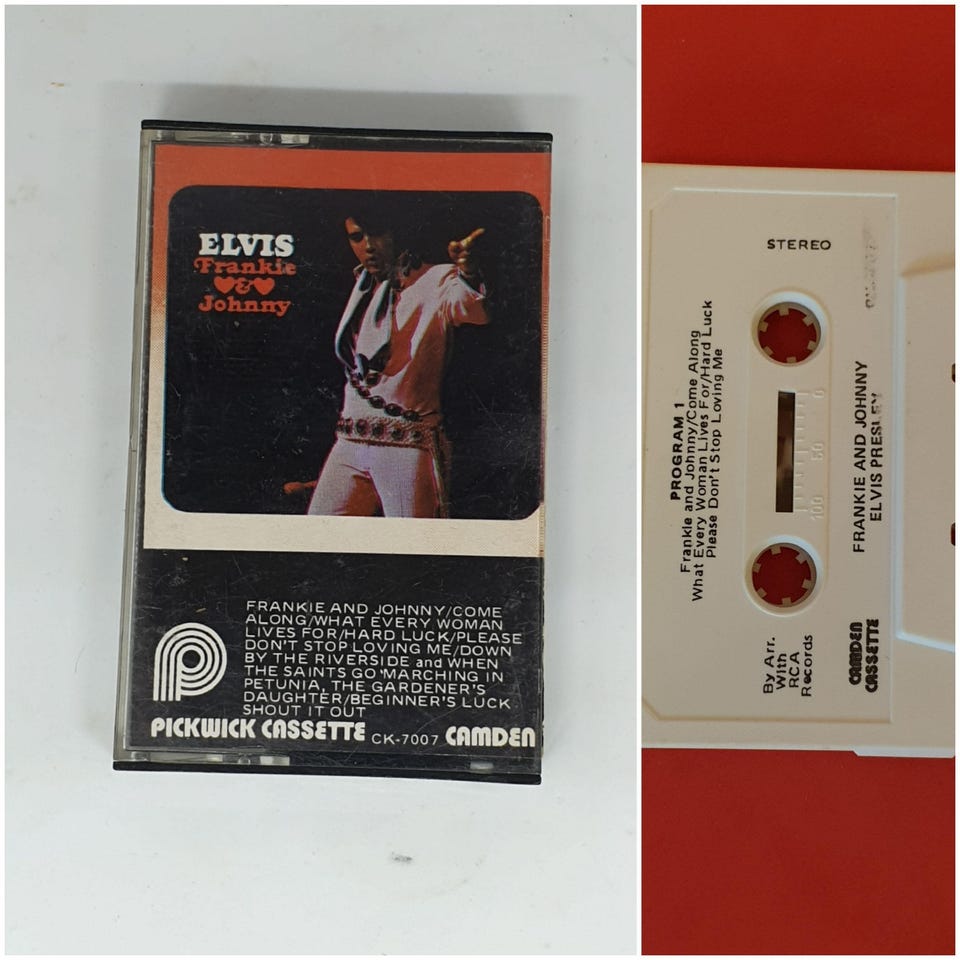 ELVIS
Frankie
&
Johnny
FRANKIE AND JOHNNY/COME
ALONG/WHAT EVERY WOMAN
LIVES FOR/HARD LUCK/PLEASE
DON'T STOP LOVING ME/DOWN
BY THE RIVERSIDE and WHEN
THE SAINTS GO MARCHING IN
PETUNIA, THE GARDENER'S
DAUGHTER/BEGINNER'S LUCK
SHOUT IT OUT
P
PICKWICK CASSETTE CK-7007 CAMDEN
PROGRAM 1
Frankie and Johnny/Come Along
What Every Woman Lives For/Hard Luck
Please Don't Stop Loving Me
STEREO
100 50 0
By Arr.
With
RCA
Records
FRANKIE AND JOHNNY
ELVIS PRESLEY
CAMDEN
CASSETTE